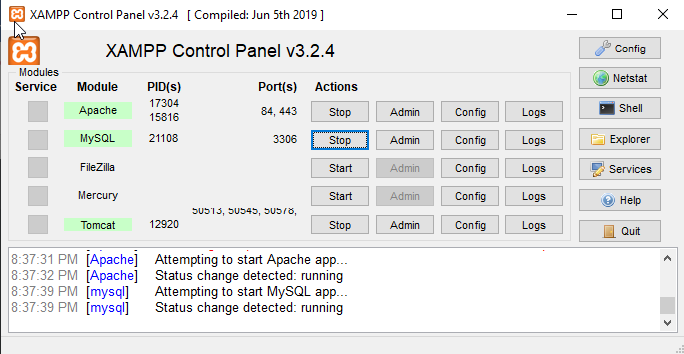 XAMPP Control Panel v3.2.4 [ Compiled: Jun 5th 2019 ]
XAMPP Control Panel v3.2.4
Config
Modules
Service Module PID(s) Port(s) Actions
Netstat
Apache 17304 15816 84, 443 Stop Admin Config Logs
Shell
MySQL 21108 3306 Stop Admin Config Logs
Explorer
FileZilla Start Admin Config Logs
Services
Mercury Start Admin Config Logs
Help
50513, 50545, 50578,
Tomcat 12920 Stop Admin Config Logs
Quit
8:37:31 PM [Apache] Attempting to start Apache app...
8:37:32 PM [Apache] Status change detected: running
8:37:39 PM [mysql] Attempting to start MySQL app...
8:37:39 PM [mysql] Status change detected: running